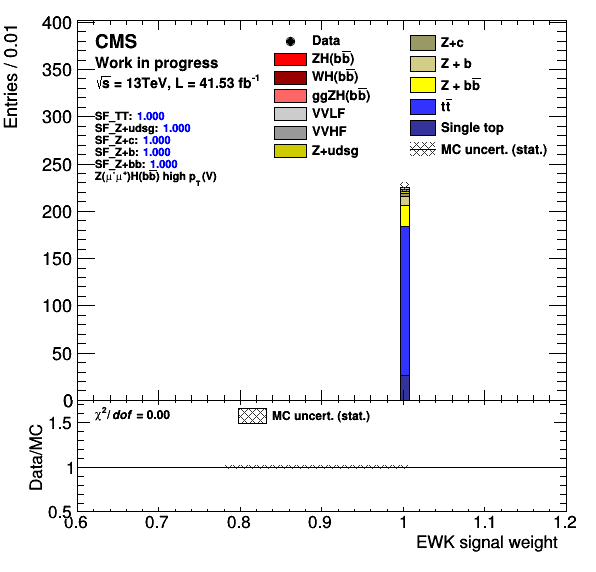 Entries / 0.01
400
350
300
250
200
150
100
50
0
CMS
Work in progress
√s = 13TeV, L = 41.53 fb⁻¹
SF_TT: 1.000
SF_Z+udsg: 1.000
SF_Z+c: 1.000
SF_Z+b: 1.000
SF_Z+bb: 1.000
Z(μ⁻μ⁺)H(bb̅) high p_T (V)
Data
ZH(bb̅)
WH(bb̅)
ggZH(bb̅)
VVLF
VVHF
Z+udsg
Z+c
Z + b
Z + bb̅
tt̅
Single top
MC uncert. (stat.)
Data/MC
1.5
1
0.5
χ²/dof = 0.00
MC uncert. (stat.)
0.6 0.7 0.8 0.9 1 1.1 1.2
EWK signal weight